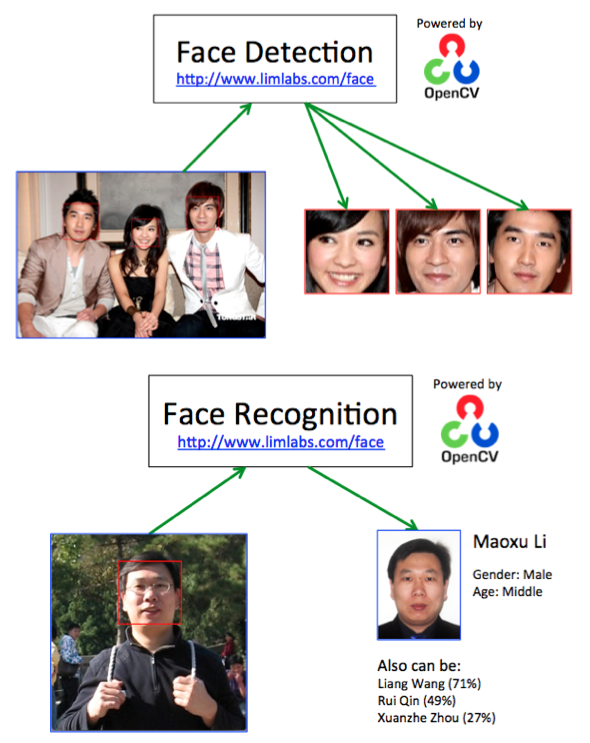 Powered by
Face Detection
http://www.limlabs.com/face
OpenCV
Powered by
Face Recognition
http://www.limlabs.com/face
OpenCV
Maoxu Li
Gender: Male
Age: Middle
Also can be:
Liang Wang (71%)
Rui Qin (49%)
Xuanzhe Zhou (27%)